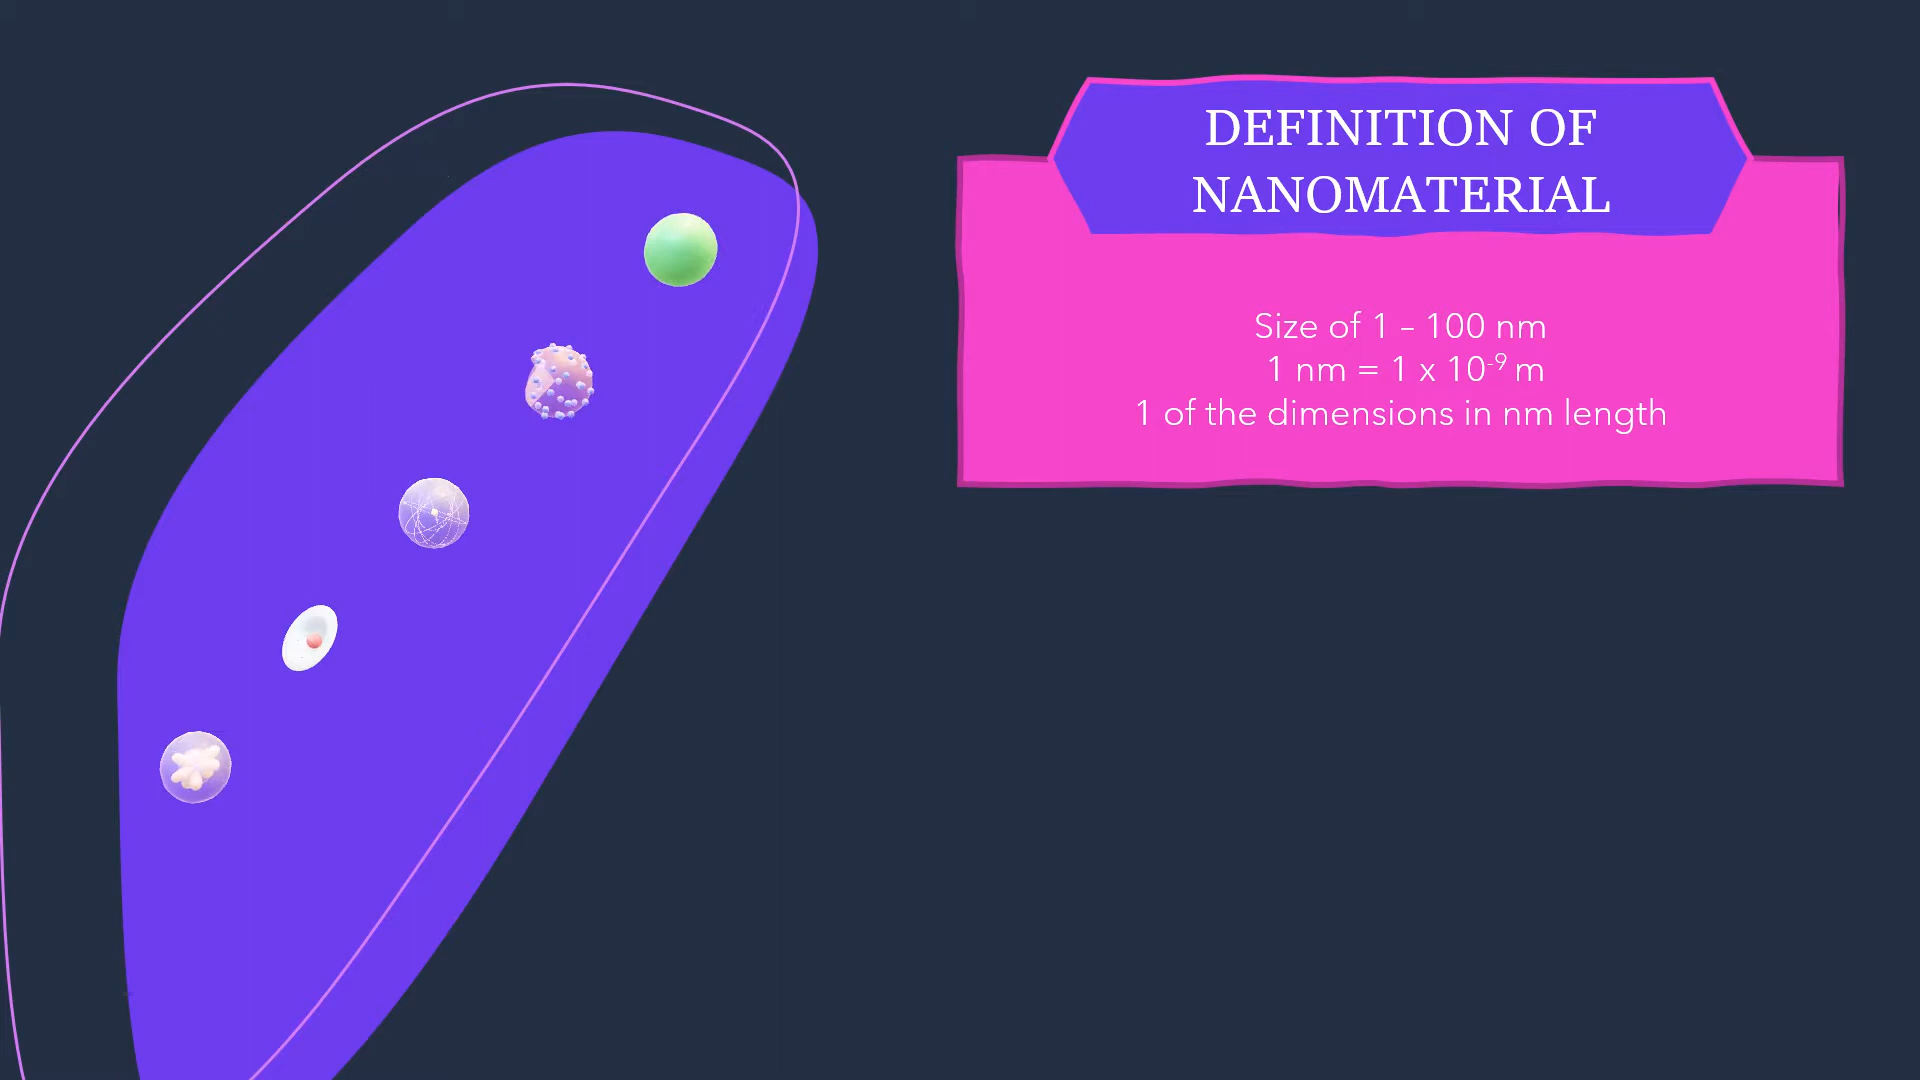 DEFINITION OF
NANOMATERIAL
Size of 1 – 100 nm
1 nm = 1 x 10⁻⁹ m
1 of the dimensions in nm length